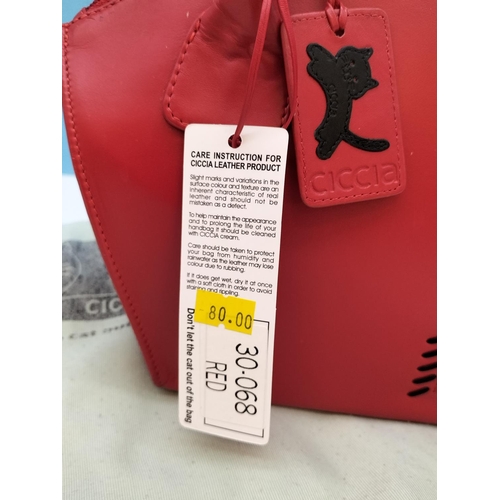 CARE INSTRUCTION FOR
CICCIA LEATHER PRODUCT
Slight marks and variations in the
surface colour and texture are an
inherent characteristic of real
leather and should not be
mistaken as a defect.
To help maintain the appearance
and to prolong the life of your
handbag it should be cleaned
with CICCIA cream.
Care should be taken to protect
your bag from humidity and
rainwater as the leather may lose
colour due to rubbing.
If it does get wet, dry it at once
with a soft cloth in order to avoid
staining and rippling.
80.00
30-068
RED
Don't let the cat out of the bag
ciccia
CICC